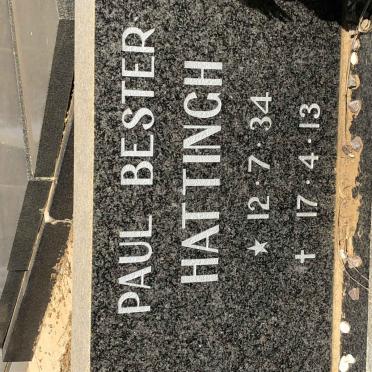 PAUL BESTER
HATTINGH
★ 12·7·34
✝ 17·4·13